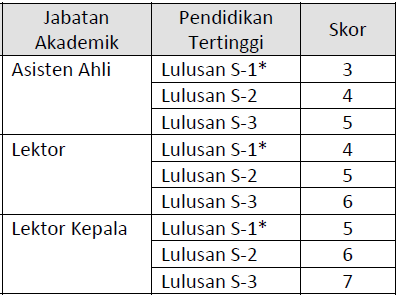 Jabatan Akademik | Pendidikan Tertinggi | Skor
Asisten Ahli | Lulusan S-1* | 3
Lulusan S-2 | 4
Lulusan S-3 | 5
Lektor | Lulusan S-1* | 4
Lulusan S-2 | 5
Lulusan S-3 | 6
Lektor Kepala | Lulusan S-1* | 5
Lulusan S-2 | 6
Lulusan S-3 | 7